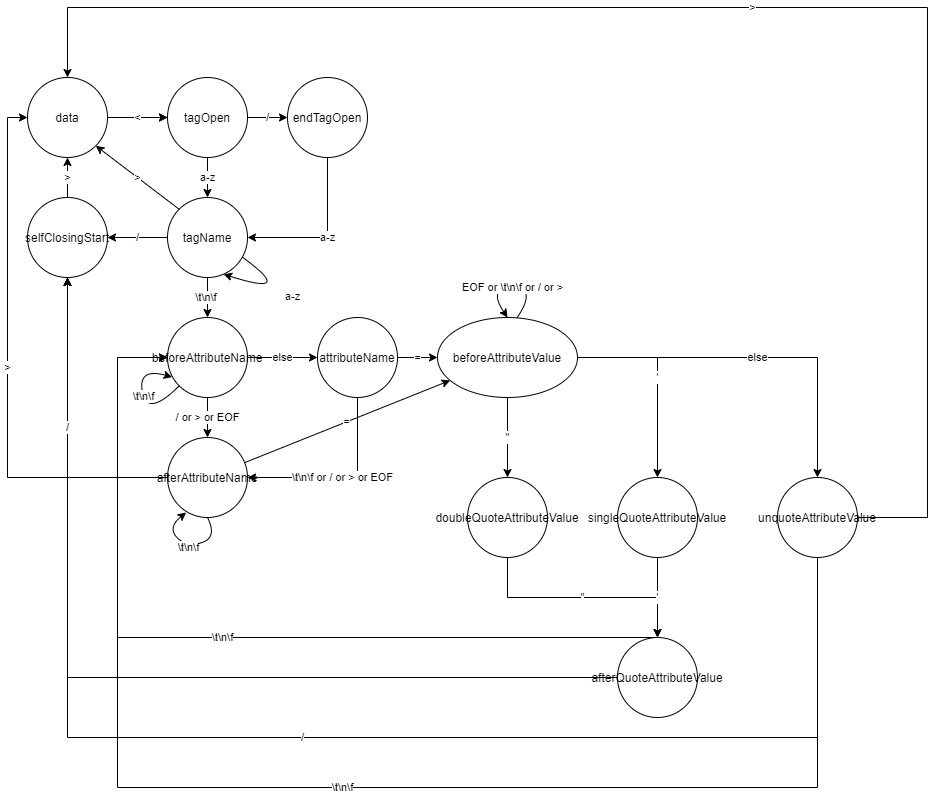 >
data
<
tagOpen
/
endTagOpen
>
>
a-z
selfClosingStart
/
tagName
a-z
\t\n\f
a-z
EOF or \t\n\f or / or >
beforeAttributeName
else
attributeName
=
beforeAttributeValue
else
>
'
\t\n\f
/ or > or EOF
=
/
"
afterAttributeName
\t\n\f or / or > or EOF
doubleQuoteAttributeValue
singleQuoteAttributeValue
unquoteAttributeValue
\t\n\f
"
'
\t\n\f
afterQuoteAttributeValue
/
\t\n\f